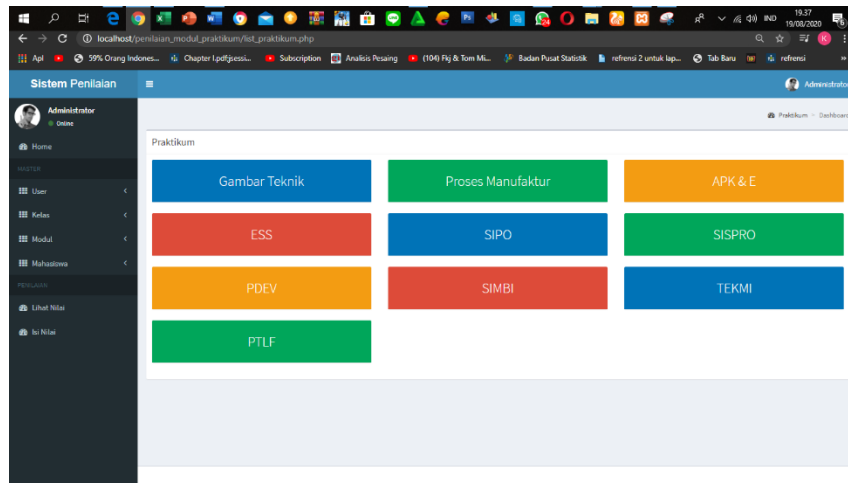 19.37
IND
19/08/2020
localhost/penilaian_modul_praktikum/list_praktikum.php
K
Apl
59% Orang Indones...
Chapter I.pdf;jsessi...
Subscription
Analisis Pesaing
(104) Fkj & Tom Mi...
Badan Pusat Statistik
refrensi 2 untuk lap...
Tab Baru
refrensi
»
Sistem Penilaian
Administrator
Administrator
Online
Praktikum > Dashboard
Home
MASTER
User
Kelas
Modul
Mahasiswa
PENILAIAN
Lihat Nilai
Isi Nilai
Praktikum
Gambar Teknik
Proses Manufaktur
APK & E
ESS
SIPO
SISPRO
PDEV
SIMBI
TEKMI
PTLF